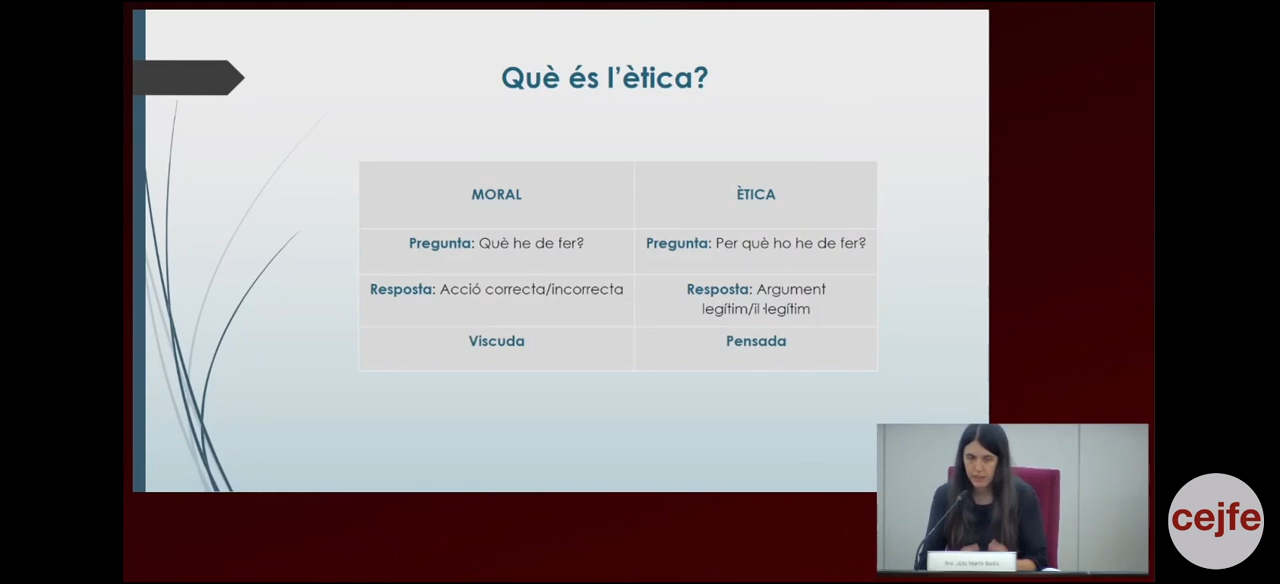 Què és l'ètica?
MORAL
ÈTICA
Pregunta: Què he de fer?
Pregunta: Per què ho he de fer?
Resposta: Acció correcta/incorrecta
Resposta: Argument
legítim/il·legítim
Viscuda
Pensada
cejfe